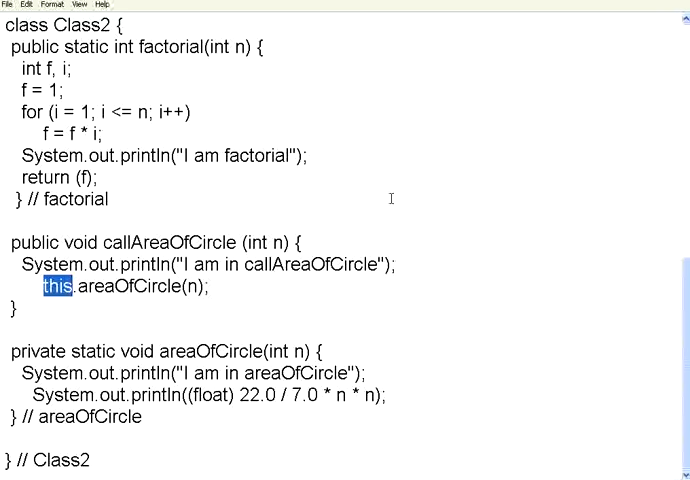 File Edit Format View Help
class Class2 {
public static int factorial(int n) {
int f, i;
f = 1;
for (i = 1; i <= n; i++)
f = f * i;
System.out.println("I am factorial");
return (f);
} // factorial
public void callAreaOfCircle (int n) {
System.out.println("I am in callAreaOfCircle");
this.areaOfCircle(n);
}
private static void areaOfCircle(int n) {
System.out.println("I am in areaOfCircle");
System.out.println((float) 22.0 / 7.0 * n * n);
} // areaOfCircle
} // Class2